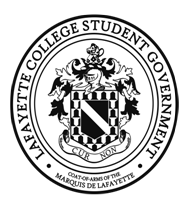 LAFAYETTE COLLEGE STUDENT GOVERNMENT
CUR NON
COAT-OF-ARMS OF THE
MARQUIS DE LAFAYETTE